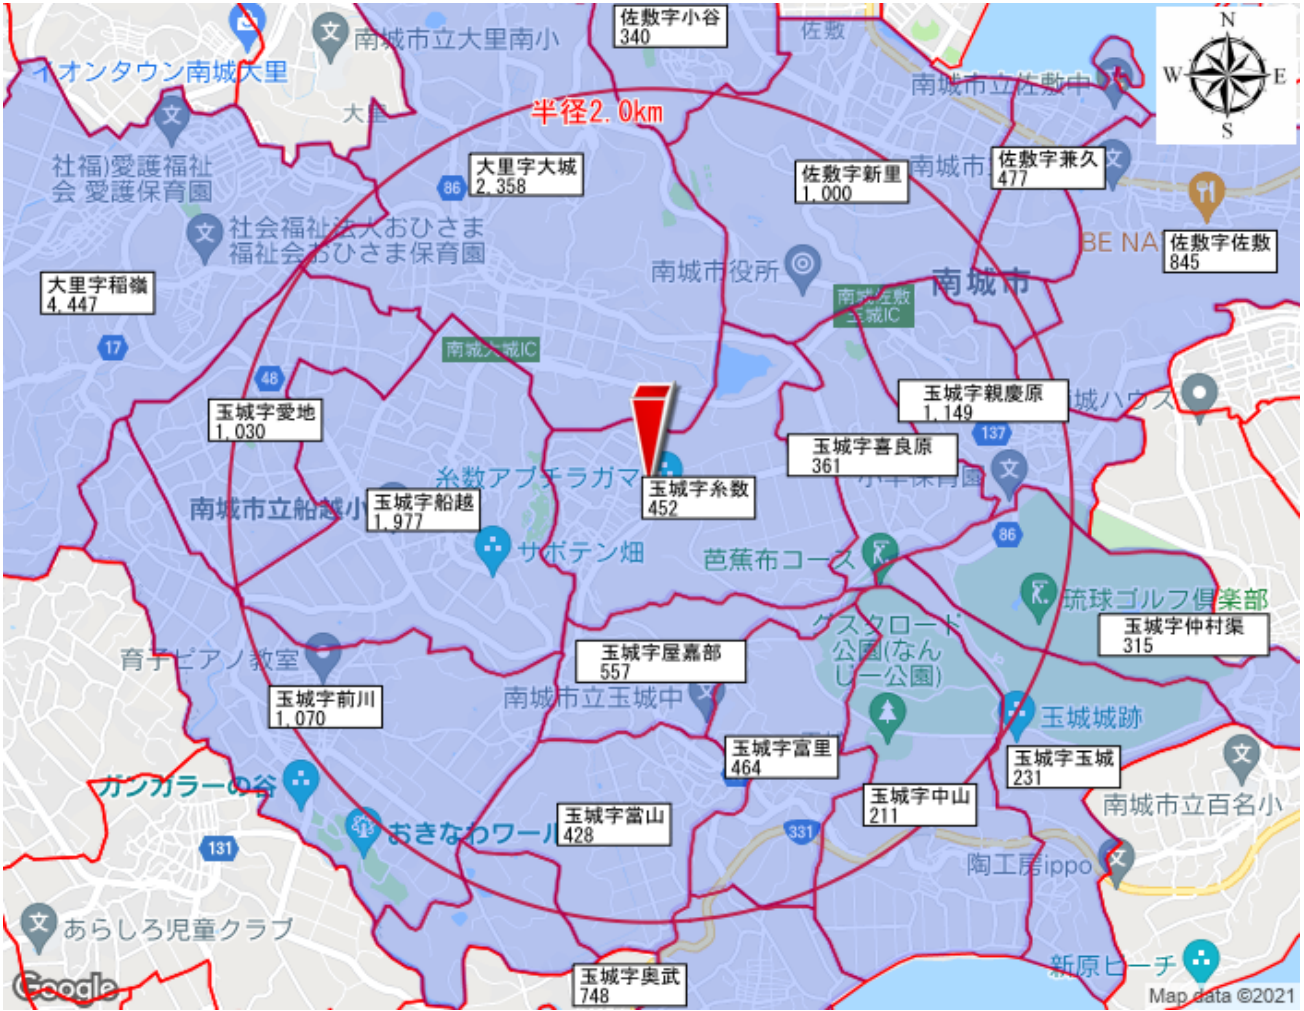 佐敷字小谷
340
佐敷
N
W
E
S
南城市立大里南小
イオンタウン南城大里
大里
南城市立佐敷中
半径2.0km
社福)愛護福祉
会 愛護保育園
大里字大城
2,358
86
佐敷字新里
1,000
南城市
佐敷字兼久
477
社会福祉法人おひさま
福祉会おひさま保育園
BE NA
佐敷字佐敷
845
大里字稲嶺
4,447
南城市役所
南城市
南城佐敷
玉城IC
17
南城大城IC
48
玉城字愛地
1,030
玉城字親慶原
1,149
城ハウス
137
玉城字喜良原
361
糸数アブチラガマ
玉城字糸数
452
南城市立船越小
玉城字船越
1,977
86
サボテン畑
芭蕉布コース
琉球ゴルフ倶楽部
グスクロード
公園(なん
じー公園)
玉城字仲村渠
315
育子ピアノ教室
玉城字屋嘉部
557
南城市立玉城中
玉城字前川
1,070
玉城城跡
玉城字富里
464
玉城字玉城
231
ガンガラーの谷
玉城字中山
211
南城市立百名小
おきなわワール
玉城字當山
428
331
131
陶工房ippo
あらしろ児童クラブ
新原ビーチ
玉城字奥武
748
Google
Map data ©2021